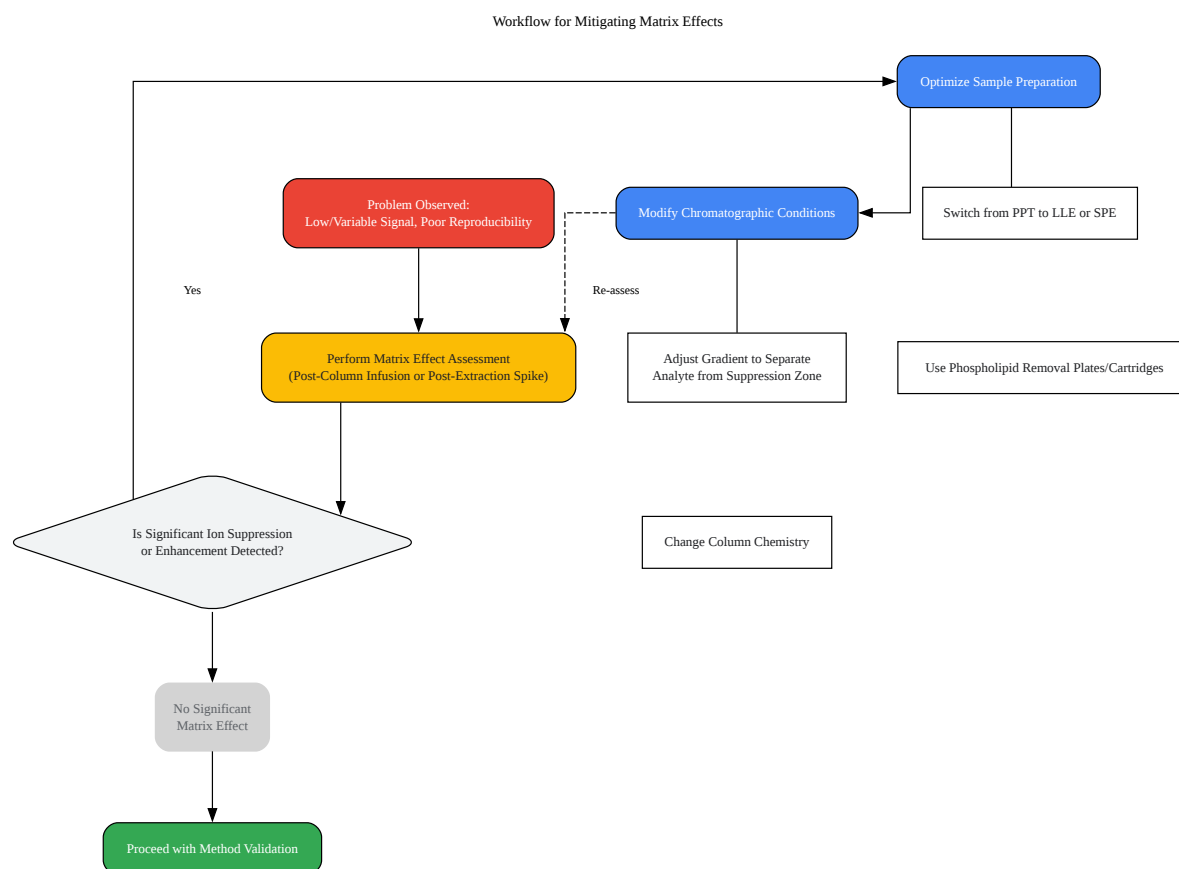 Workflow for Mitigating Matrix Effects
Optimize Sample Preparation
Problem Observed:
Low/Variable Signal, Poor Reproducibility
Modify Chromatographic Conditions
Switch from PPT to LLE or SPE
Yes
Re-assess
Perform Matrix Effect Assessment
(Post-Column Infusion or Post-Extraction Spike)
Adjust Gradient to Separate
Analyte from Suppression Zone
Use Phospholipid Removal Plates/Cartridges
Is Significant Ion Suppression
or Enhancement Detected?
Change Column Chemistry
No Significant
Matrix Effect
Proceed with Method Validation